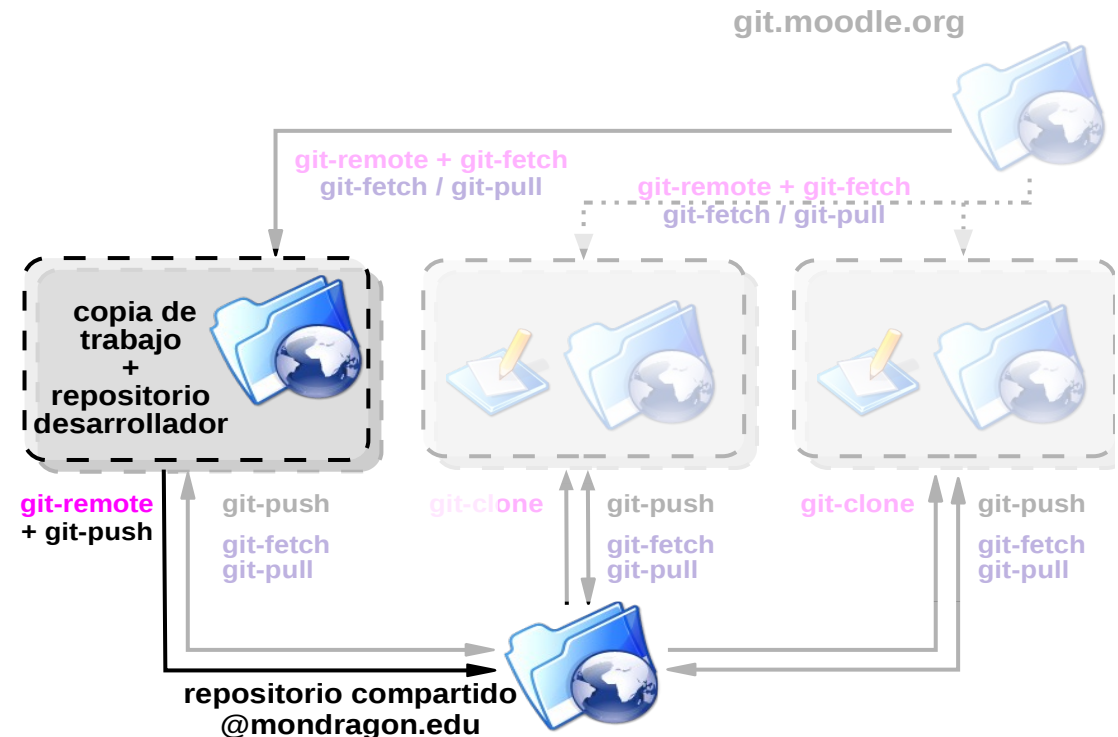 git.moodle.org
git-remote + git-fetch
git-fetch / git-pull
git-remote + git-fetch
git-fetch / git-pull
copia de
trabajo
+
repositorio
desarrollador
git-remote
+ git-push
git-push
git-fetch
git-pull
git-clone
git-push
git-fetch
git-pull
git-clone
git-push
git-fetch
git-pull
repositorio compartido
@mondragon.edu